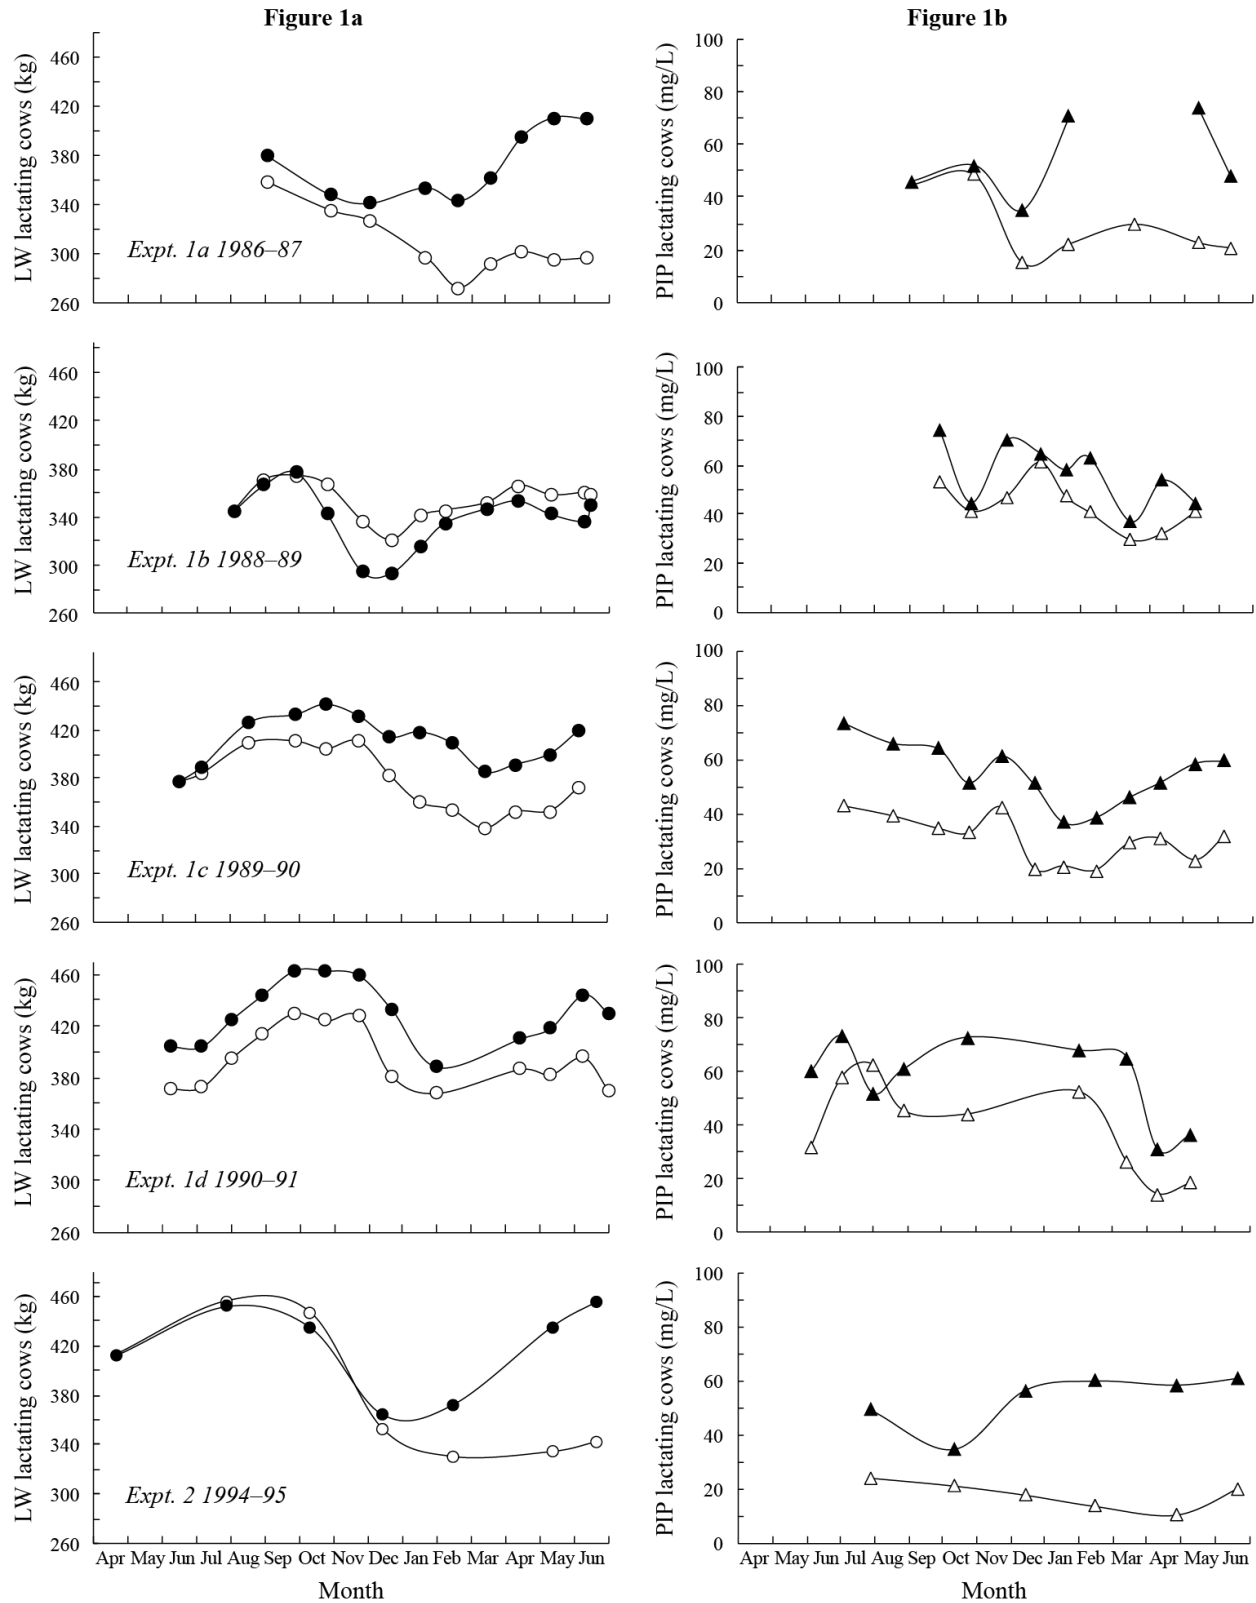 Figure 1a
Figure 1b
LW lactating cows (kg)
460
420
380
340
300
260
Expt. 1a 1986–87
PIP lactating cows (mg/L)
100
80
60
40
20
0
LW lactating cows (kg)
460
420
380
340
300
260
Expt. 1b 1988–89
PIP lactating cows (mg/L)
100
80
60
40
20
0
LW lactating cows (kg)
460
420
380
340
300
260
Expt. 1c 1989–90
PIP lactating cows (mg/L)
100
80
60
40
20
0
LW lactating cows (kg)
460
420
380
340
300
260
Expt. 1d 1990–91
PIP lactating cows (mg/L)
100
80
60
40
20
0
LW lactating cows (kg)
460
420
380
340
300
260
Expt. 2 1994–95
Apr May Jun Jul Aug Sep Oct Nov Dec Jan Feb Mar Apr May Jun
Month
PIP lactating cows (mg/L)
100
80
60
40
20
0
Apr May Jun Jul Aug Sep Oct Nov Dec Jan Feb Mar Apr May Jun
Month